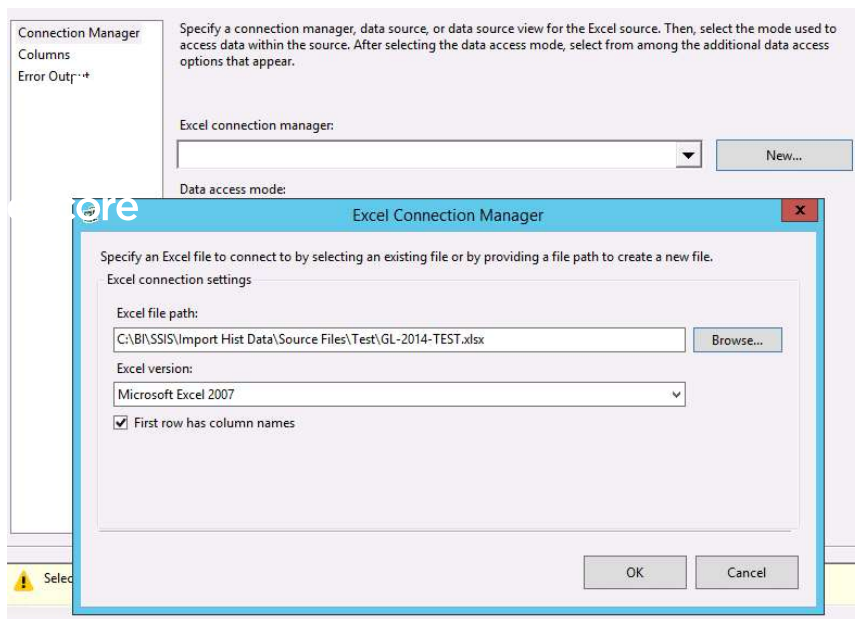 Connection Manager
Columns
Error
Specify a connection manager, data source, or data source view for the Excel source. Then, select the mode used to
access data within the source. After selecting the data access mode, select from among the additional data access
options that appear.
Excel connection manager:
New...
Data access mode:
ore
Excel Connection Manager
x
Specify an Excel file to connect to by selecting an existing file or by providing a file path to create a new file.
Excel connection settings
Excel file path:
C:\BI\SSIS\Import Hist Data\Source Files\Test\GL-2014-TEST.xlsx
Browse...
Excel version:
Microsoft Excel 2007
First row has column names
Selec
OK
Cancel